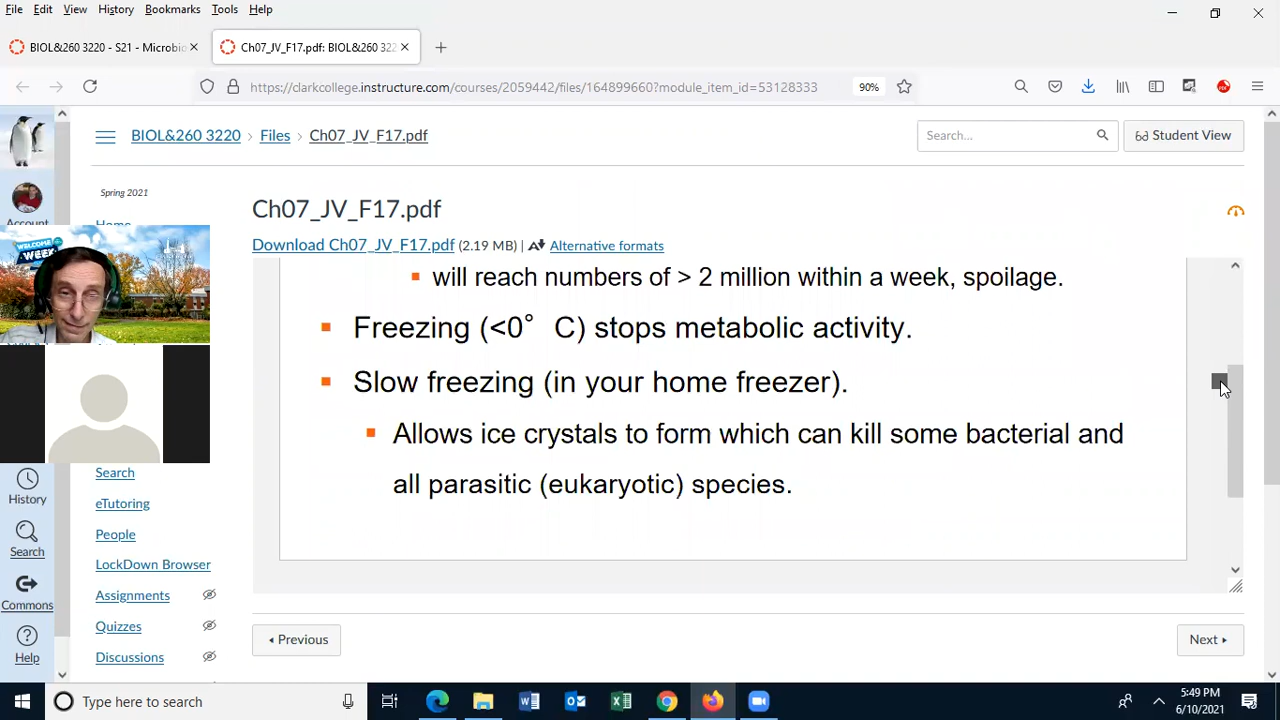 File Edit View History Bookmarks Tools Help
BIOL&260 3220 - S21 - Microbio
Ch07_JV_F17.pdf: BIOL&260 322
https://clarkcollege.instructure.com/courses/2059442/files/164899660?module_item_id=53128333
90%
BIOL&260 3220 > Files > Ch07_JV_F17.pdf
Search...
Student View
Account
Spring 2021
Home
Ch07_JV_F17.pdf
Download Ch07_JV_F17.pdf (2.19 MB) | Alternative formats
WELCOME
WEEK
will reach numbers of > 2 million within a week, spoilage.
Freezing (<0° C) stops metabolic activity.
Slow freezing (in your home freezer).
Allows ice crystals to form which can kill some bacterial and
all parasitic (eukaryotic) species.
History
Search
Commons
Help
Search
eTutoring
People
LockDown Browser
Assignments
Quizzes
Discussions
Previous
Next
Type here to search
5:49 PM
6/10/2021